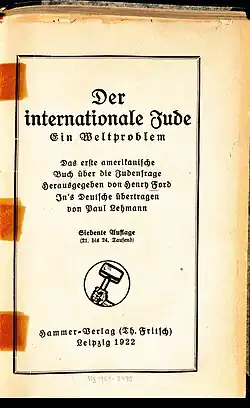 Der
internationale Jude
Ein Weltproblem
Das erste amerikanische
Buch über die Judenfrage
Herausgegeben von Henry Ford
In's Deutsche übertragen
von Paul Lehmann
Siebente Auflage
(21. bis 24. Tausend)
Hammer-Verlag (Th. Fritsch)
Leipzig 1922